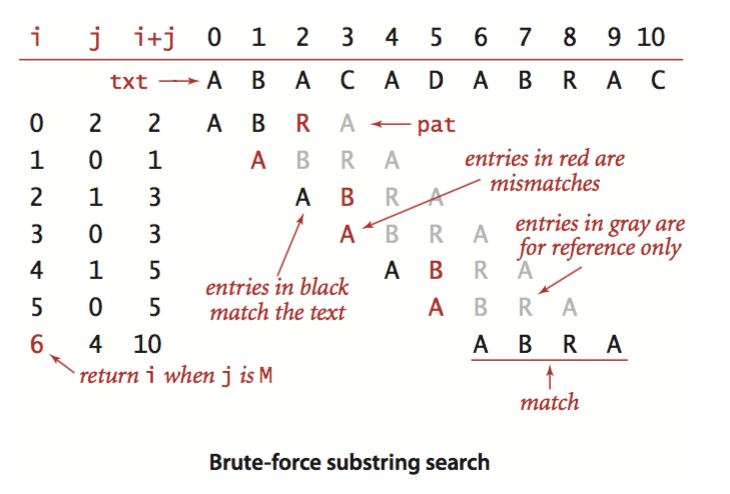 i j i+j 0 1 2 3 4 5 6 7 8 9 10
txt A B A C A D A B R A C
0 2 2 A B R A pat
1 0 1 A B R A entries in red are
2 1 3 A B R A mismatches
3 0 3 A B R A entries in gray are
for reference only
4 1 5 A B R A
entries in black
5 0 5 match the text A B R A
6 4 10 A B R A
return i when j is M
match
Brute-force substring search